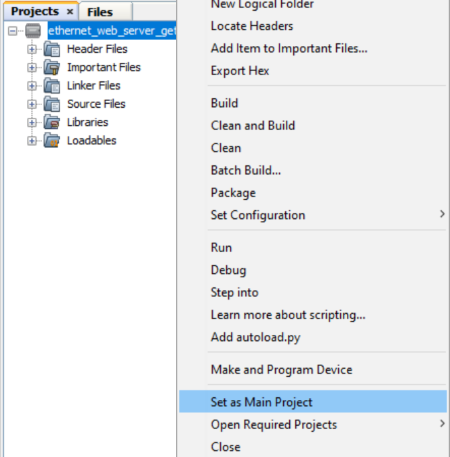 Projects × Files
ethernet_web_server_get
Header Files
Important Files
Linker Files
Source Files
Libraries
Loadables
New Logical Folder
Locate Headers
Add Item to Important Files...
Export Hex
Build
Clean and Build
Clean
Batch Build...
Package
Set Configuration
Run
Debug
Step into
Learn more about scripting...
Add autoload.py
Make and Program Device
Set as Main Project
Open Required Projects
Close